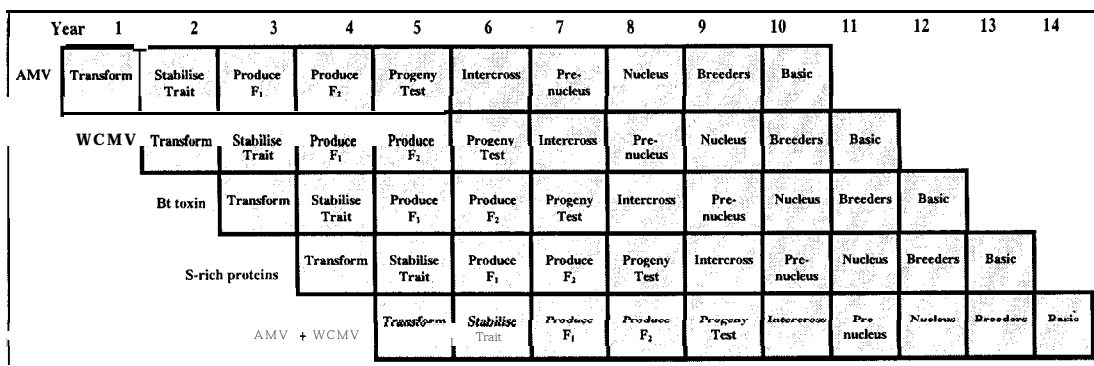 Year 1 2 3 4 5 6 7 8 9 10 11 12 13 14
AMV Transform Stabilise Trait Produce F₁ Produce F₂ Progeny Test Intercross Pre-nucleus Nucleus Breeders Basic
WCMV Transform Stabilise Trait Produce F₁ Produce F₂ Progeny Test Intercross Pre-nucleus Nucleus Breeders Basic
Bt toxin Transform Stabilise Trait Produce F₁ Produce F₂ Progeny Test Intercross Pre-nucleus Nucleus Breeders Basic
S-rich proteins Transform Stabilise Trait Produce F₁ Produce F₂ Progeny Test Intercross Pre-nucleus Nucleus Breeders Basic
AMV + WCMV Transform Stabilise Trait Produce F₁ Produce F₂ Progeny Test Intercross Pre nucleus Nucleus Breeders Basic